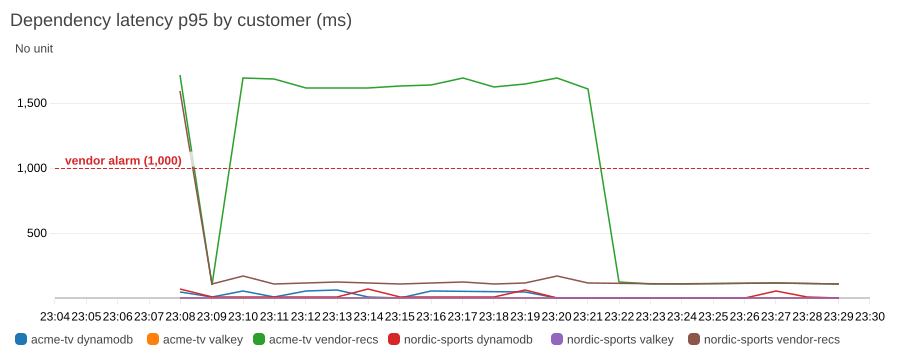 Dependency latency p95 by customer (ms)
No unit
1,500
vendor alarm (1,000)
1,000
500
23:04 23:05 23:06 23:07 23:08 23:09 23:10 23:11 23:12 23:13 23:14 23:15 23:16 23:17 23:18 23:19 23:20 23:21 23:22 23:23 23:24 23:25 23:26 23:27 23:28 23:29 23:30
acme-tv dynamodb acme-tv valkey acme-tv vendor-recs nordic-sports dynamodb nordic-sports valkey nordic-sports vendor-recs